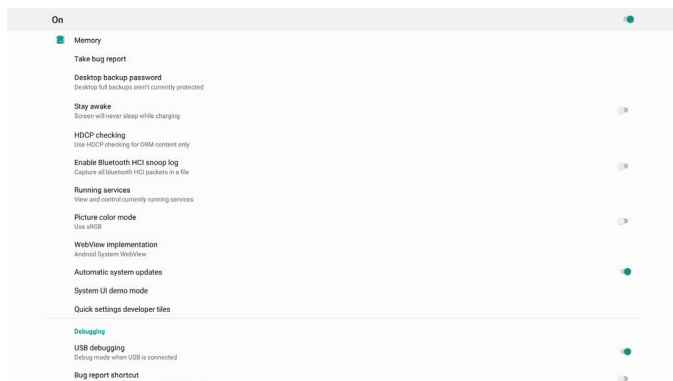 On
Memory
Take bug report
Desktop backup password
Desktop full backups aren't currently protected
Stay awake
Screen will never sleep while charging
HDCP checking
Use HDCP checking for DRM content only
Enable Bluetooth HCI snoop log
Capture all bluetooth HCI packets in a file
Running services
View and control currently running services
Picture color mode
Use sRGB
WebView implementation
Android System WebView
Automatic system updates
System UI demo mode
Quick settings developer tiles
Debugging
USB debugging
Debug mode when USB is connected
Bug report shortcut